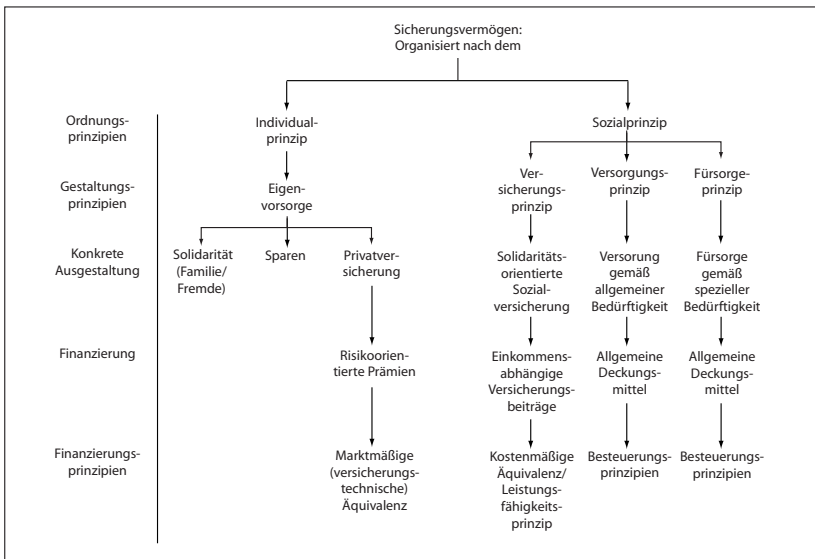 Sicherungsvermögen:
Organisiert nach dem
Ordnungs-
prinzipien
Individual-
prinzip
Sozialprinzip
Gestaltungs-
prinzipien
Eigen-
vorsorge
Ver-
sicherungs-
prinzip
Versorgungs-
prinzip
Fürsorge-
prinzip
Konkrete
Ausgestaltung
Solidarität
(Familie/
Fremde)
Sparen
Privatver-
sicherung
Solidaritäts-
orientierte
Sozial-
versicherung
Versorung
gemäß
allgemeiner
Bedürftigkeit
Fürsorge
gemäß
spezieller
Bedürftigkeit
Finanzierung
Risikoorien-
tierte Prämien
Einkommens-
abhängige
Versicherungs-
beiträge
Allgemeine
Deckungs-
mittel
Allgemeine
Deckungs-
mittel
Finanzierungs-
prinzipien
Marktmäßige
(versicherungs-
technische)
Äquivalenz
Kostenmäßige
Äquivalenz/
Leistungs-
fähigkeits-
prinzip
Besteuerungs-
prinzipien
Besteuerungs-
prinzipien